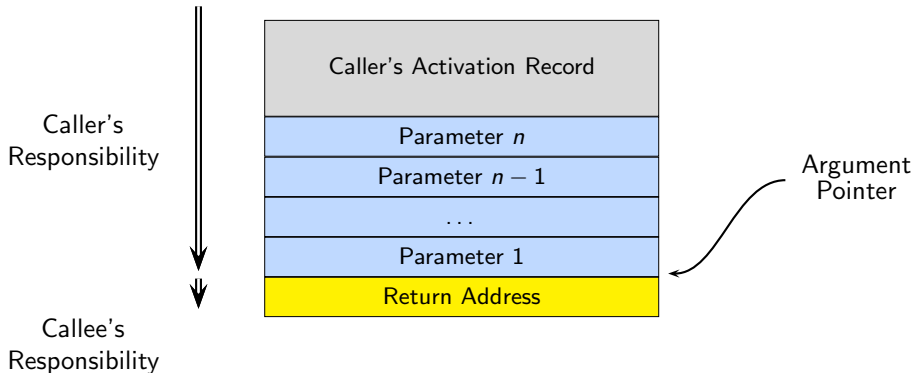 Caller's Activation Record
Caller's
Responsibility
Parameter n
Parameter n − 1
Argument
Pointer
. . .
Parameter 1
Return Address
Callee's
Responsibility